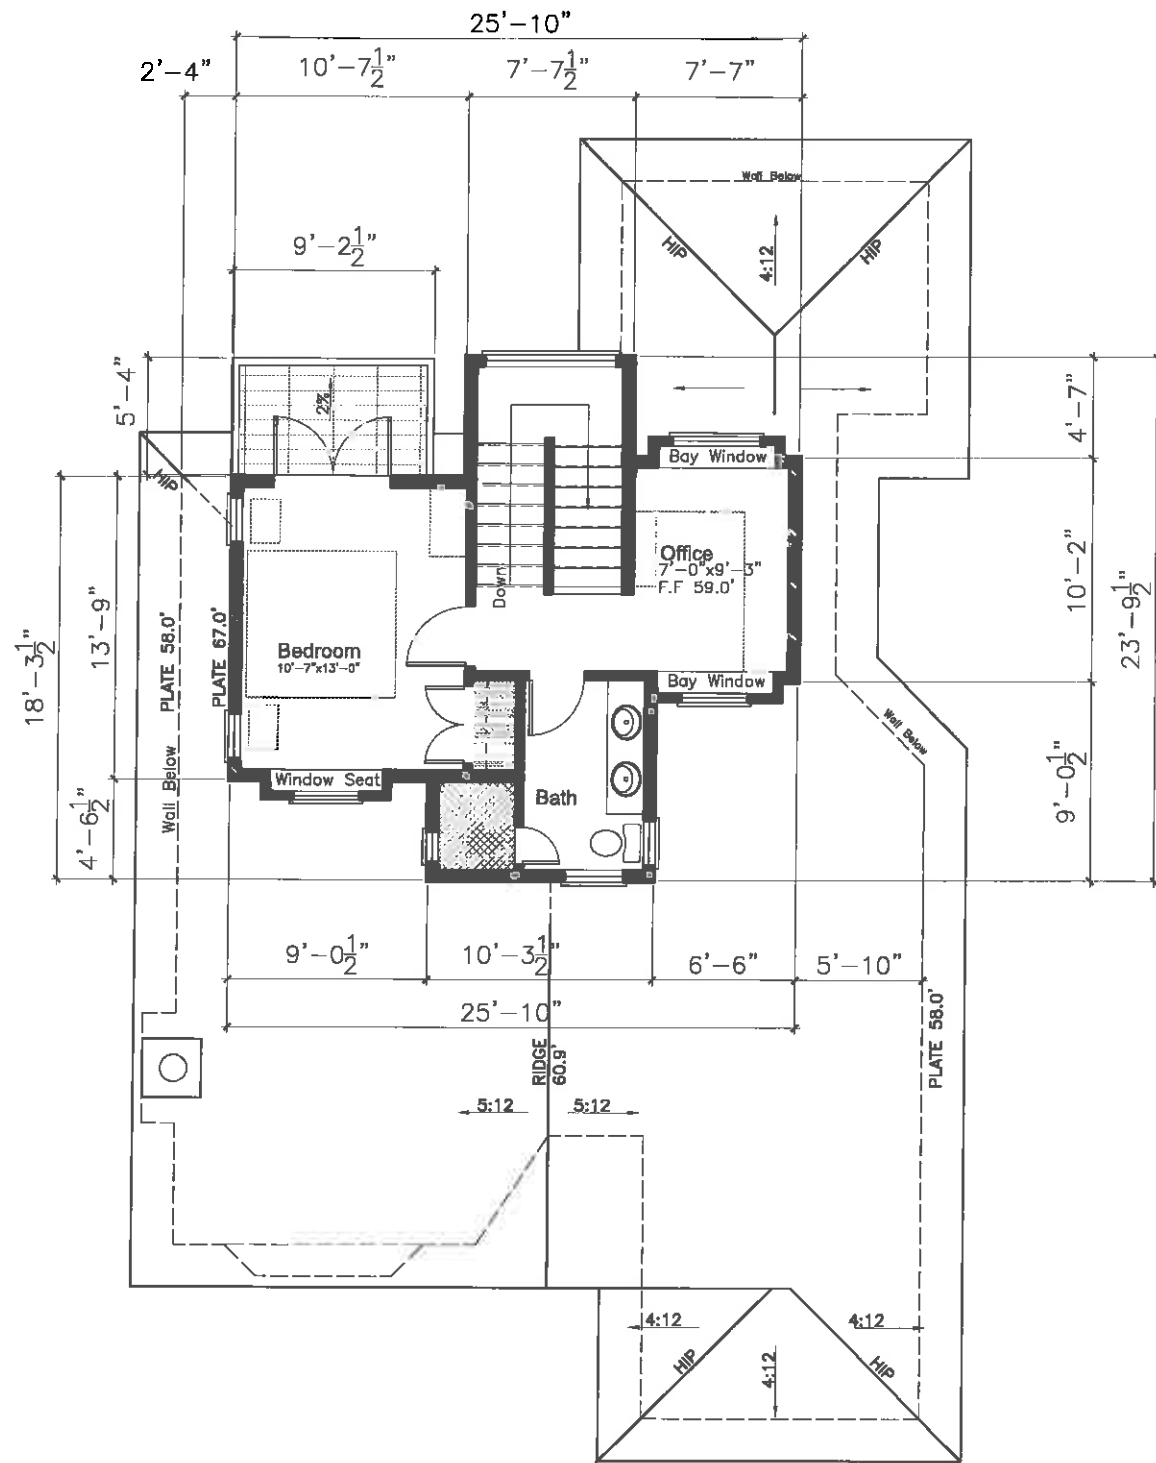 25'-10"
2'-4"
10'-7 1/2"
7'-7 1/2"
7'-7"
Wall Below
HIP
HIP
4:12
9'-2 1/2"
5'-4"
2%
4'-7"
Bay Window
HIP
Office
7'-0"x9'-3"
F.F 59.0'
Down
10'-2"
23'-9 1/2"
18'-3 1/2"
13'-9"
PLATE 58.0'
PLATE 67.0'
Bedroom
10'-7"x13'-0"
Bay Window
Wall Below
Window Seat
Wall Below
Bath
4'-6 1/2"
9'-0 1/2"
9'-0 1/2"
10'-3 1/2"
6'-6"
5'-10"
25'-10"
RIDGE
60.9'
PLATE 58.0'
5:12
5:12
4:12
4:12
HIP
4:12
HIP